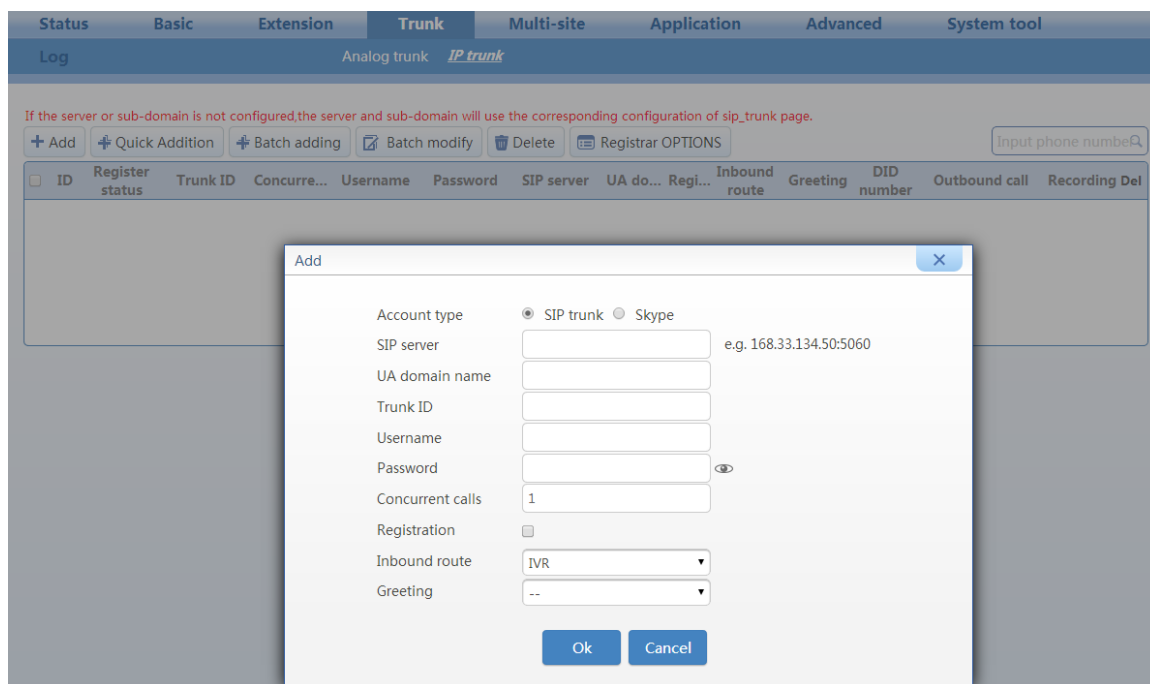 Status Basic Extension Trunk Multi-site Application Advanced System tool
Log Analog trunk IP trunk
If the server or sub-domain is not configured,the server and sub-domain will use the corresponding configuration of sip_trunk page.
Add Quick Addition Batch adding Batch modify Delete Registrar OPTIONS Input phone numbe
ID Register status Trunk ID Concurre... Username Password SIP server UA do... Regi... Inbound route Greeting DID number Outbound call Recording Del
Add
Account type SIP trunk Skype
SIP server e.g. 168.33.134.50:5060
UA domain name
Trunk ID
Username
Password
Concurrent calls 1
Registration
Inbound route IVR
Greeting --
Ok Cancel